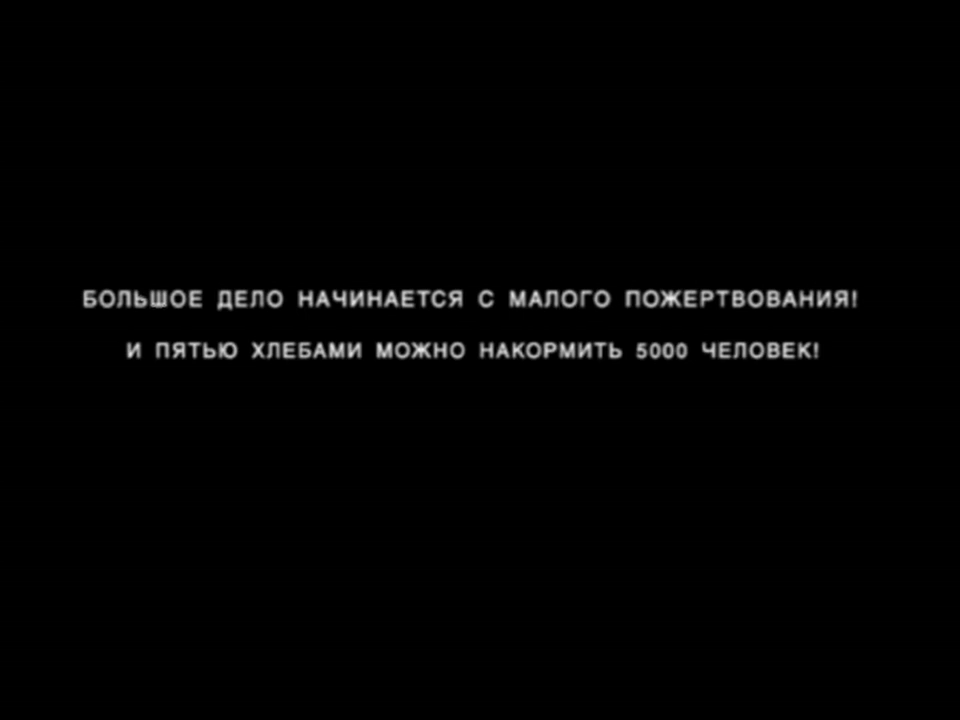 БОЛЬШОЕ ДЕЛО НАЧИНАЕТСЯ С МАЛОГО ПОЖЕРТВОВАНИЯ!
И ПЯТЬЮ ХЛЕБАМИ МОЖНО НАКОРМИТЬ 5000 ЧЕЛОВЕК!